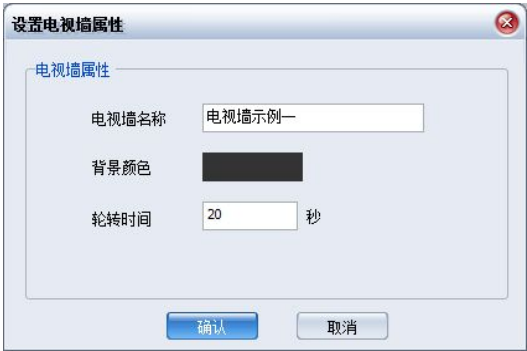 设置电视墙属性
电视墙属性
电视墙名称 电视墙示例一
背景颜色
轮转时间 20 秒
确认 取消